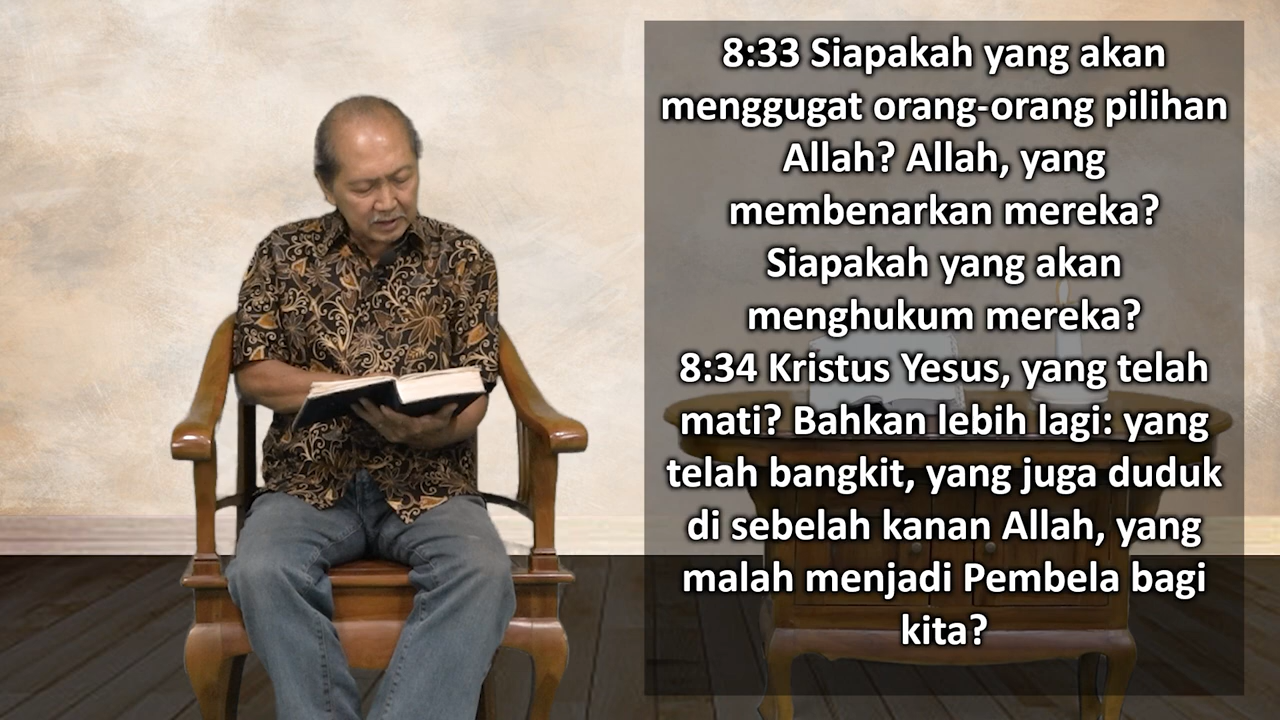 8:33 Siapakah yang akan
menggugat orang-orang pilihan
Allah? Allah, yang
membenarkan mereka?
Siapakah yang akan
menghukum mereka?
8:34 Kristus Yesus, yang telah
mati? Bahkan lebih lagi: yang
telah bangkit, yang juga duduk
di sebelah kanan Allah, yang
malah menjadi Pembela bagi
kita?